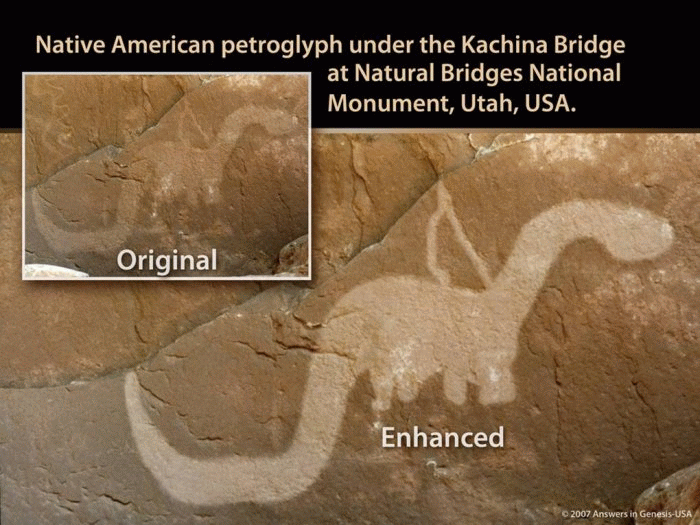 Native American petroglyph under the Kachina Bridge
at Natural Bridges National
Monument, Utah, USA.
Original
Enhanced
© 2007 Answers in Genesis-USA